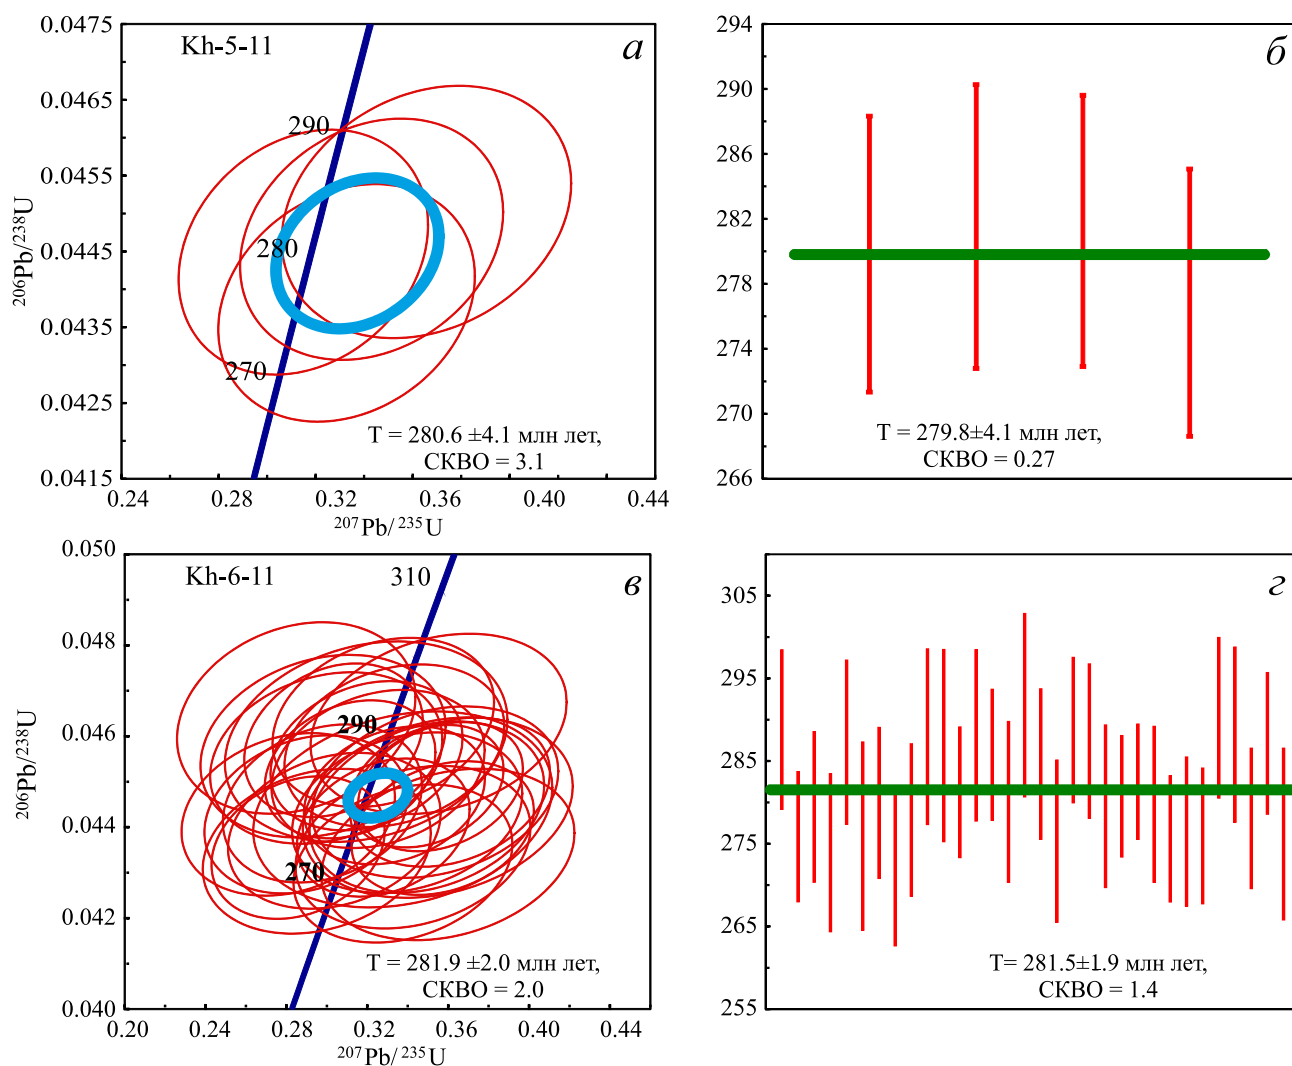 Kh-5-11
а
0.0475
0.0465
0.0455
0.0445
0.0435
0.0425
0.0415
290
280
270
T = 280.6 ±4.1 млн лет,
СКВО = 3.1
0.24
0.28
0.32
0.36
0.40
0.44
206Pb/238U
207Pb/ 235U
б
294
290
286
282
278
274
270
266
T = 279.8±4.1 млн лет,
СКВО = 0.27
Kh-6-11
310
в
0.050
0.048
0.046
0.044
0.042
0.040
290
270
T = 281.9 ±2.0 млн лет,
СКВО = 2.0
0.20
0.24
0.28
0.32
0.36
0.40
0.44
206Pb/238U
207Pb/ 235U
г
305
295
285
275
265
255
T= 281.5±1.9 млн лет,
СКВО = 1.4